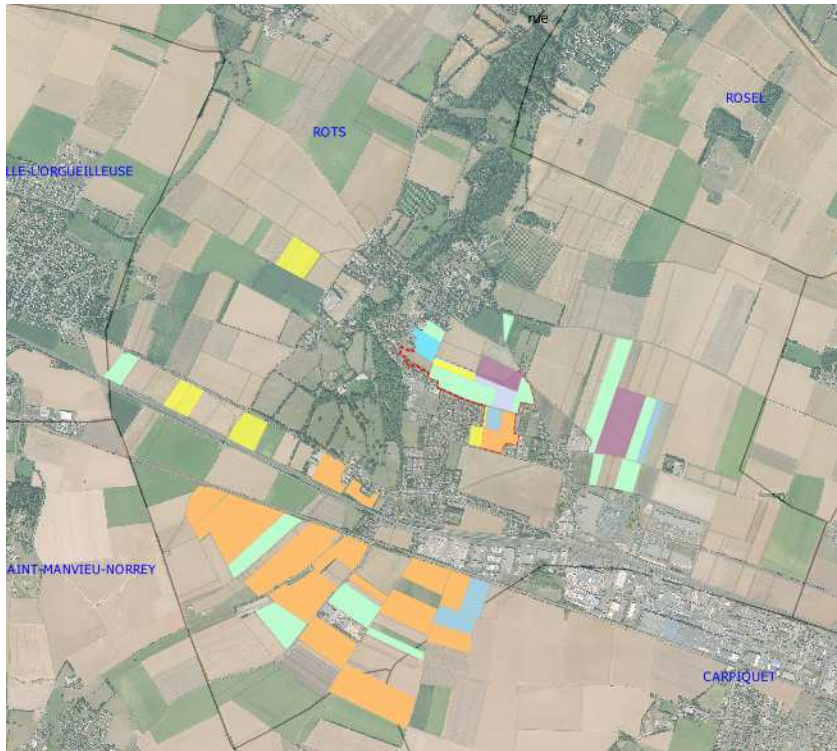 rue
ROSEL
ROTS
LLE-L'ORGUEILLEUSE
AINT-MANVIEU-NORREY
CARPIQUET